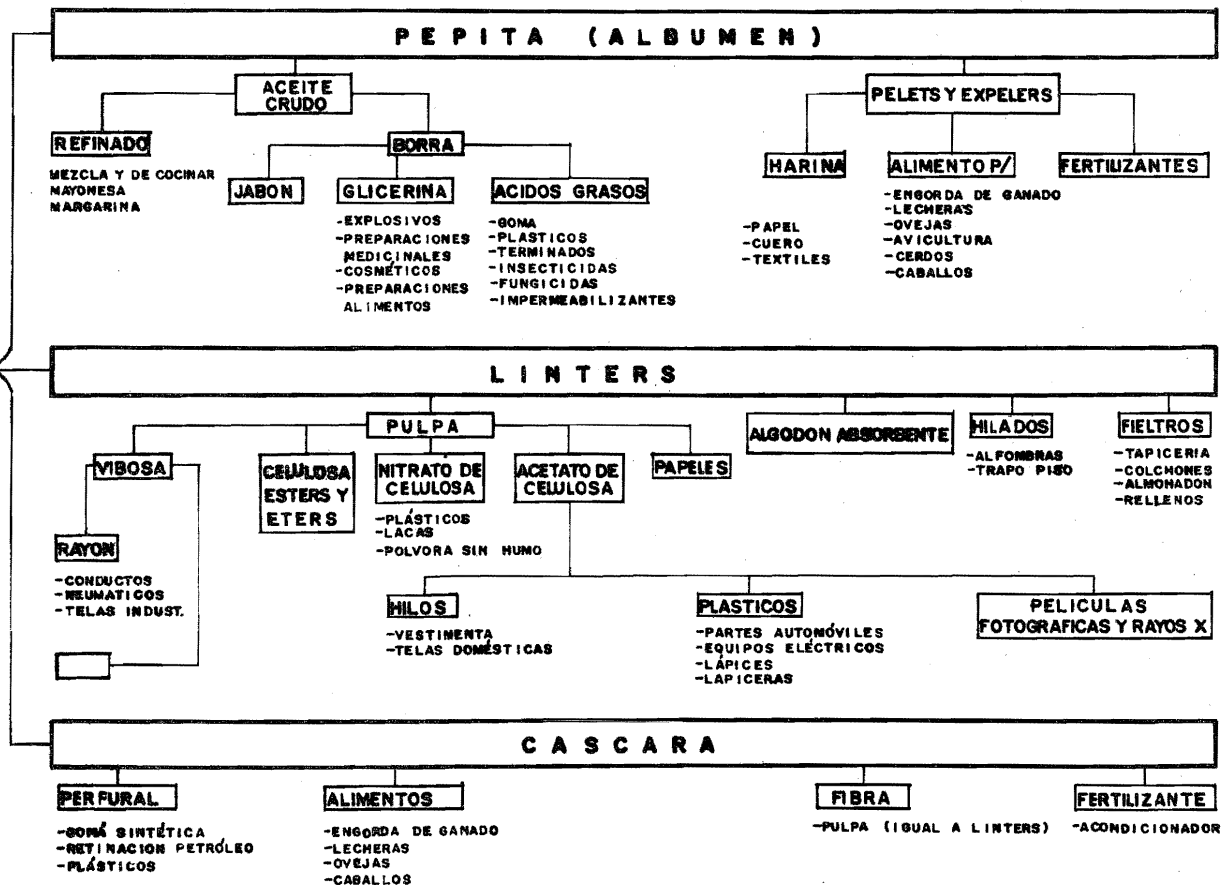 PEPITA (ALBUMEN)
ACEITE
CRUDO
PELETS Y EXPELERS
REFINADO
MEZCLA Y DE COCINAR
MAYONESA
MARGARINA
BORRA
JABON
GLICERINA
-EXPLOSIVOS
-PREPARACIONES
MEDICINALES
-COSMÉTICOS
-PREPARACIONES
ALIMENTOS
ACIDOS GRASOS
-GOMA
-PLASTICOS
-TERMINADOS
-INSECTICIDAS
-FUNGICIDAS
-IMPERMEABILIZANTES
HARINA
-PAPEL
-CUERO
-TEXTILES
ALIMENTO P/
-ENGORDA DE GANADO
-LECHERAS
-OVEJAS
-AVICULTURA
-CERDOS
-CABALLOS
FERTILIZANTES
LINTERS
PULPA
ALGODON ABSORBENTE
HILADOS
-ALFOMBRAS
-TRAPO PISO
FIELTROS
-TAPICERIA
-COLCHONES
-ALMOHADON
-RELLENOS
VIBOSA
CELULOSA
ESTERS Y
ETERS
NITRATO DE
CELULOSA
-PLÁSTICOS
-LACAS
-POLVORA SIN HUMO
ACETATO DE
CELULOSA
PAPELES
RAYON
-CONDUCTOS
-NEUMATICOS
-TELAS INDUST.
HILOS
-VESTIMENTA
-TELAS DOMÉSTICAS
PLASTICOS
-PARTES AUTOMÓVILES
-EQUIPOS ELÉCTRICOS
-LÁPICES
-LAPICERAS
PELICULAS
FOTOGRAFICAS Y RAYOS X
CASCARA
PERFURAL
-GOMA SINTÉTICA
-RETINACION PETRÓLEO
-PLÁSTICOS
ALIMENTOS
-ENGORDA DE GANADO
-LECHERAS
-OVEJAS
-CABALLOS
FIBRA
-PULPA (IGUAL A LINTERS)
FERTILIZANTE
-ACONDICIONADOR